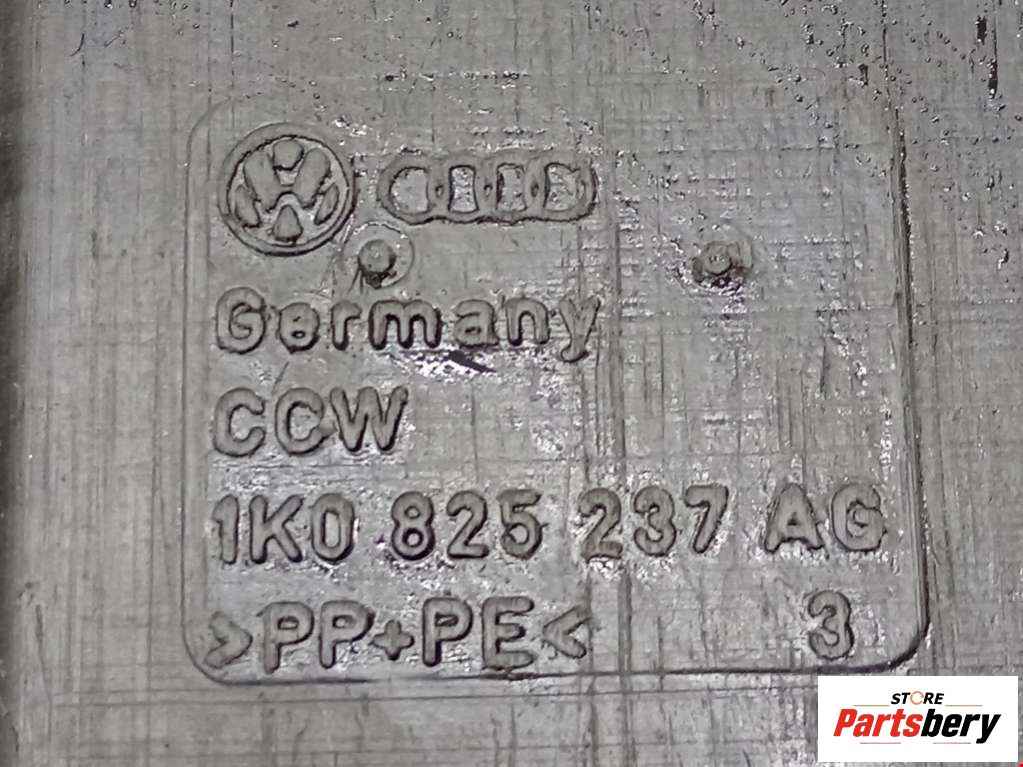 Germany
CCW
1K0 825 237 AG
>PP+PE< 3
STORE
Partsbery